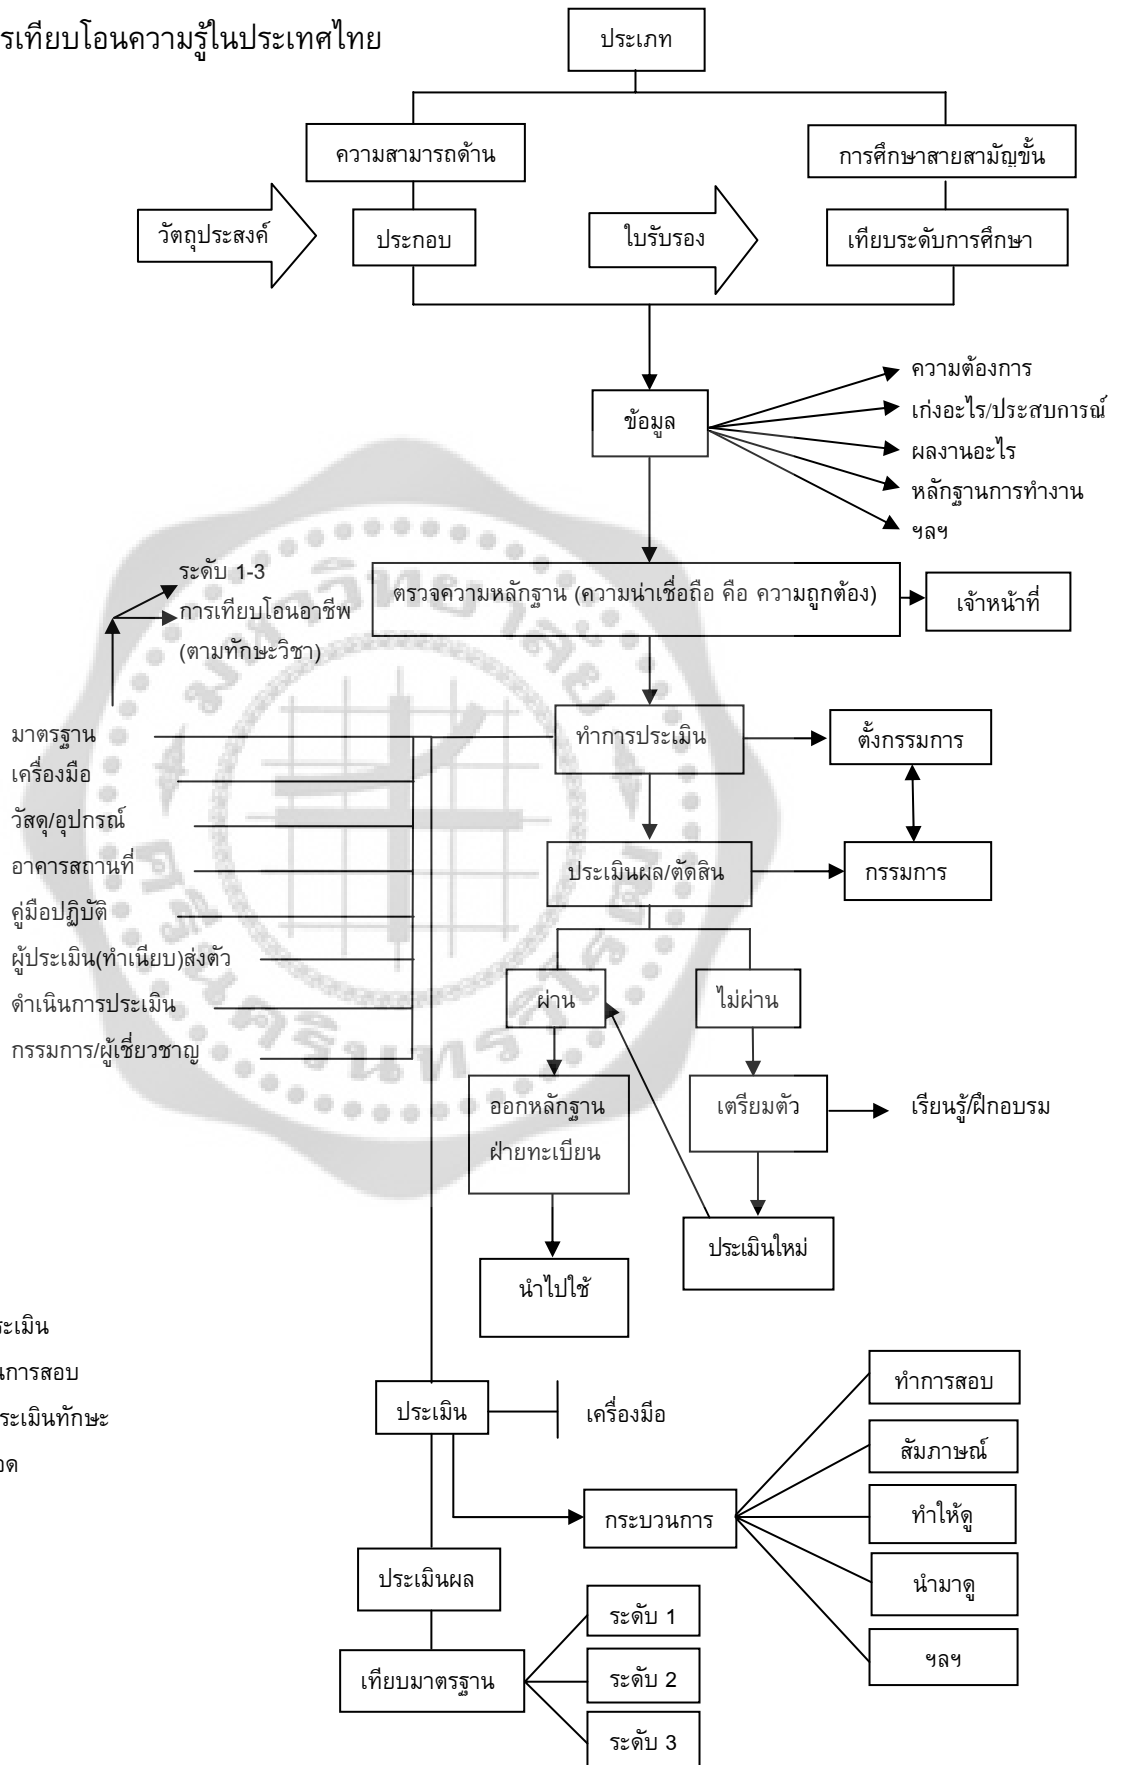 รเทียบโอนความรู้ในประเทศไทย
ประเภท
ความสามารถด้าน
การศึกษาสายสามัญขั้น
วัตถุประสงค์
ประกอบ
ใบรับรอง
เทียบระดับการศึกษา
ความต้องการ
ข้อมูล
เก่งอะไร/ประสบการณ์
ผลงานอะไร
หลักฐานการทำงาน
ฯลฯ
ระดับ 1-3
การเทียบโอนอาชีพ
(ตามทักษะวิชา)
ตรวจความหลักฐาน (ความน่าเชื่อถือ คือ ความถูกต้อง)
เจ้าหน้าที่
มาตรฐาน
ทำการประเมิน
ตั้งกรรมการ
เครื่องมือ
วัสดุ/อุปกรณ์
อาคารสถานที่
ประเมินผล/ตัดสิน
กรรมการ
คู่มือปฏิบัติ
ผู้ประเมิน(ทำเนียบ)ส่งตัว
ดำเนินการประเมิน
กรรมการ/ผู้เชี่ยวชาญ
ผ่าน
ไม่ผ่าน
ออกหลักฐาน
ฝ่ายทะเบียน
เตรียมตัว
เรียนรู้/ฝึกอบรม
ประเมินใหม่
นำไปใช้
ระเมิน
นการสอบ
ระเมินทักษะ
อด
ประเมิน
เครื่องมือ
ทำการสอบ
สัมภาษณ์
กระบวนการ
ทำให้ดู
นำมาดู
ฯลฯ
ประเมินผล
เทียบมาตรฐาน
ระดับ 1
ระดับ 2
ระดับ 3
มหาวิทยาลัย
ศรีนครินทรวิโรฒ